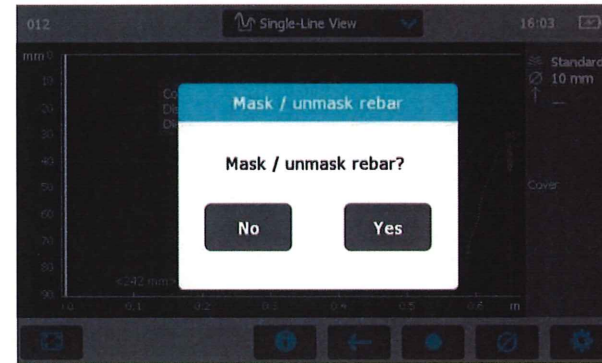 012 Single-Line View 16:03
mm 0
10
20
30
40
50
60
70
80
90
Standard
10 mm
Cover
Mask / unmask rebar
Mask / unmask rebar?
No Yes
<242 mm>
0.1 0.2 0.3 0.4 0.5 0.6 m